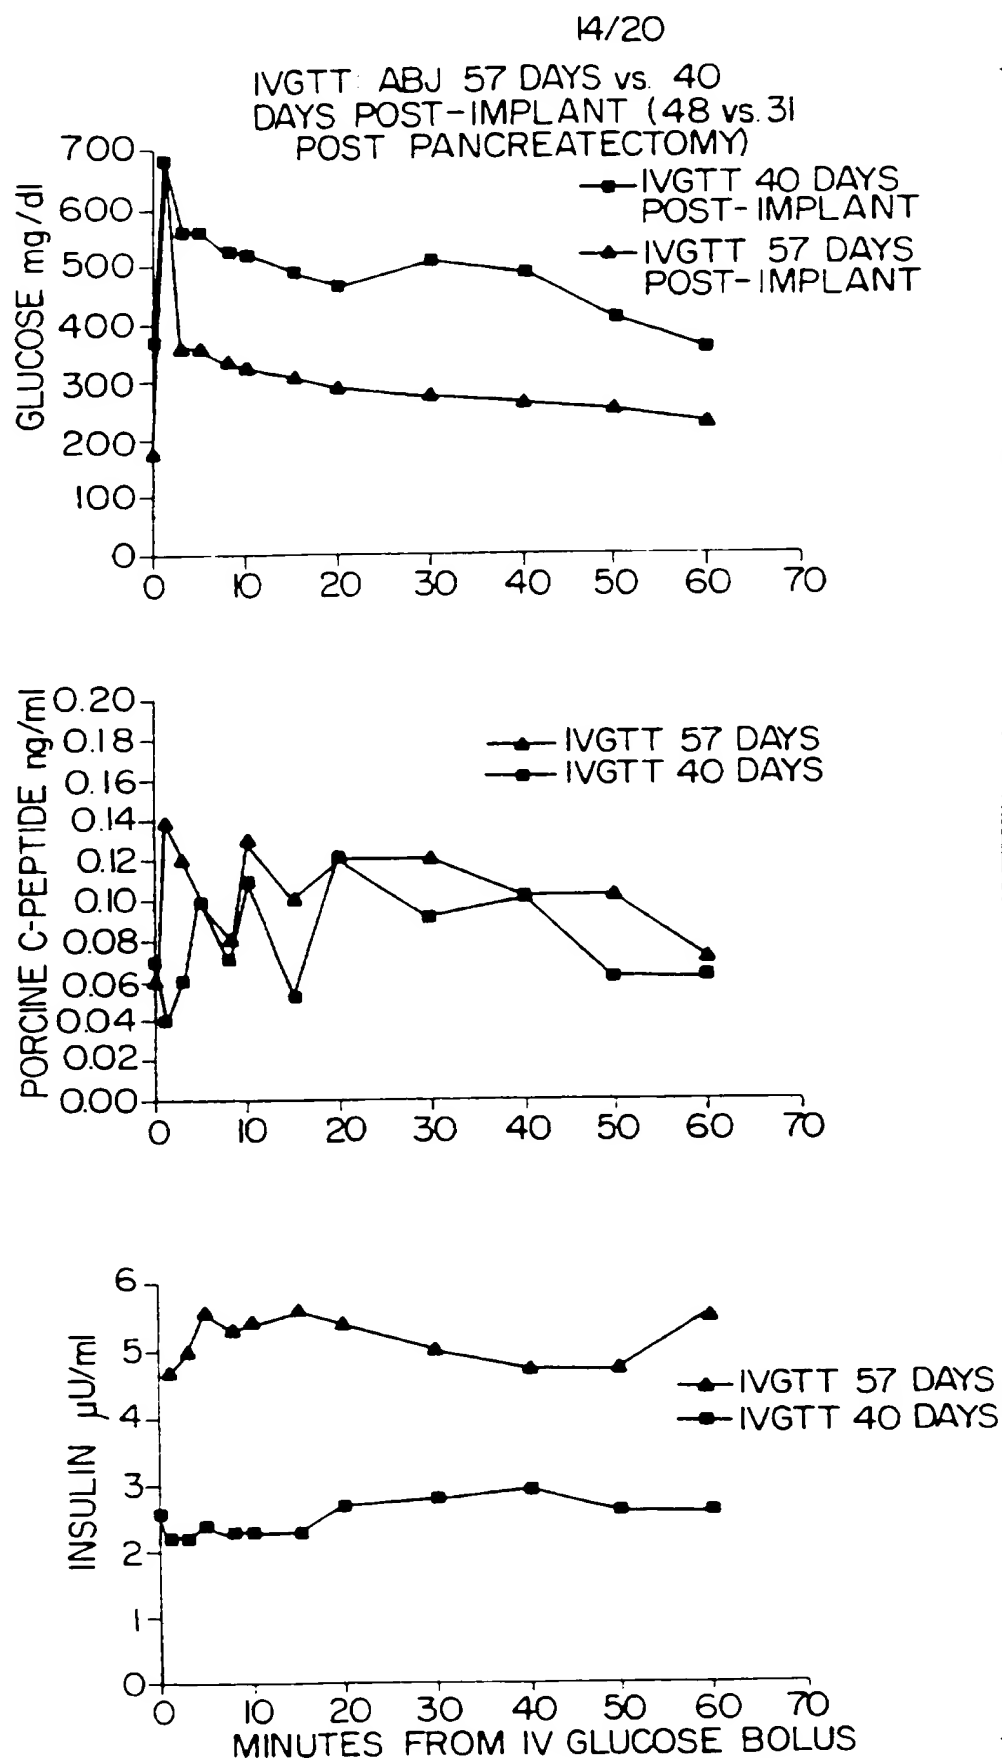 14/20
IVGTT: ABJ 57 DAYS vs. 40
DAYS POST-IMPLANT (48 vs. 31
POST PANCREATECTOMY)
GLUCOSE mg/dl
700
600
500
400
300
200
100
0
IVGTT 40 DAYS
POST-IMPLANT
IVGTT 57 DAYS
POST-IMPLANT
0 10 20 30 40 50 60 70
PORCINE C-PEPTIDE ng/ml
0.20
0.18
0.16
0.14
0.12
0.10
0.08
0.06
0.04
0.02
0.00
IVGTT 57 DAYS
IVGTT 40 DAYS
0 10 20 30 40 50 60 70
INSULIN μU/ml
6
5
4
3
2
1
0
IVGTT 57 DAYS
IVGTT 40 DAYS
0 10 20 30 40 50 60 70
MINUTES FROM IV GLUCOSE BOLUS